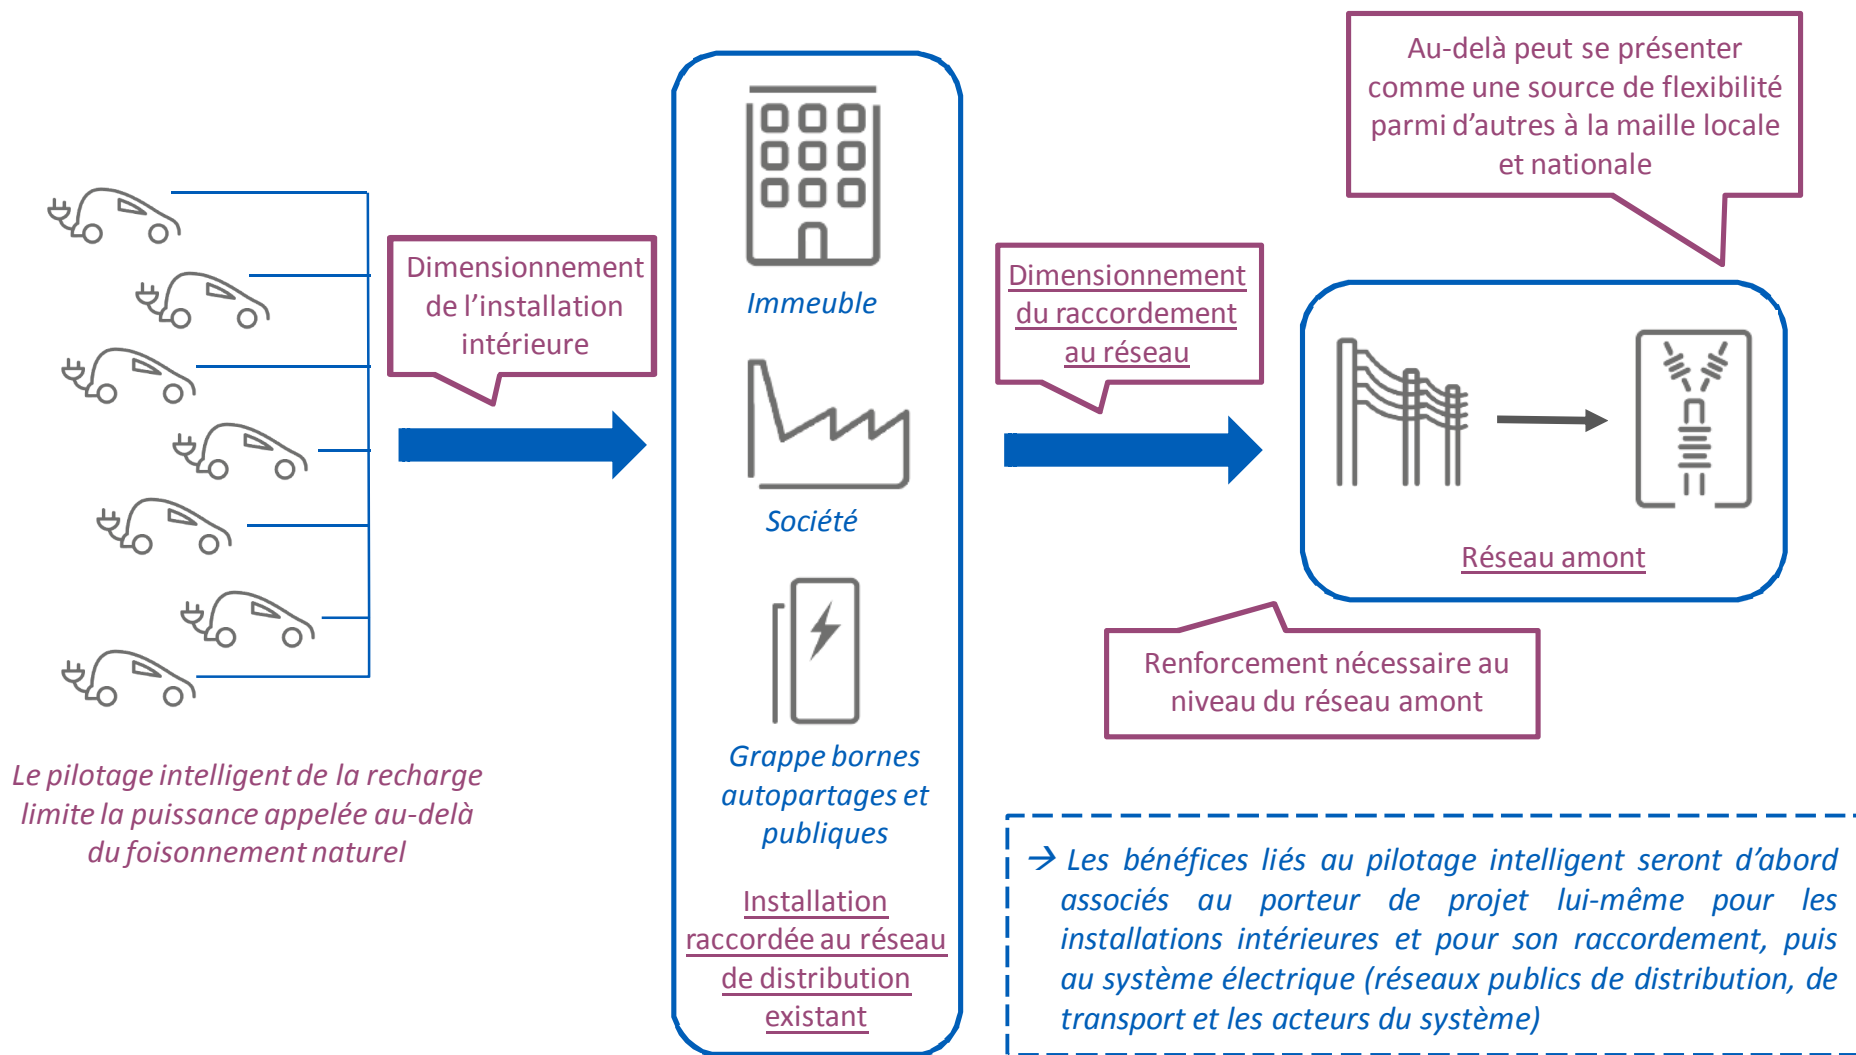 Au-delà peut se présenter
comme une source de flexibilité
parmi d'autres à la maille locale
et nationale
Dimensionnement
de l'installation
intérieure
Immeuble
Société
Grappe bornes
autopartages et
publiques
Installation
raccordée au réseau
de distribution
existant
Dimensionnement
du raccordement
au réseau
Réseau amont
Renforcement nécessaire au
niveau du réseau amont
Le pilotage intelligent de la recharge
limite la puissance appelée au-delà
du foisonnement naturel
→ Les bénéfices liés au pilotage intelligent seront d'abord
associés au porteur de projet lui-même pour les
installations intérieures et pour son raccordement, puis
au système électrique (réseaux publics de distribution, de
transport et les acteurs du système)